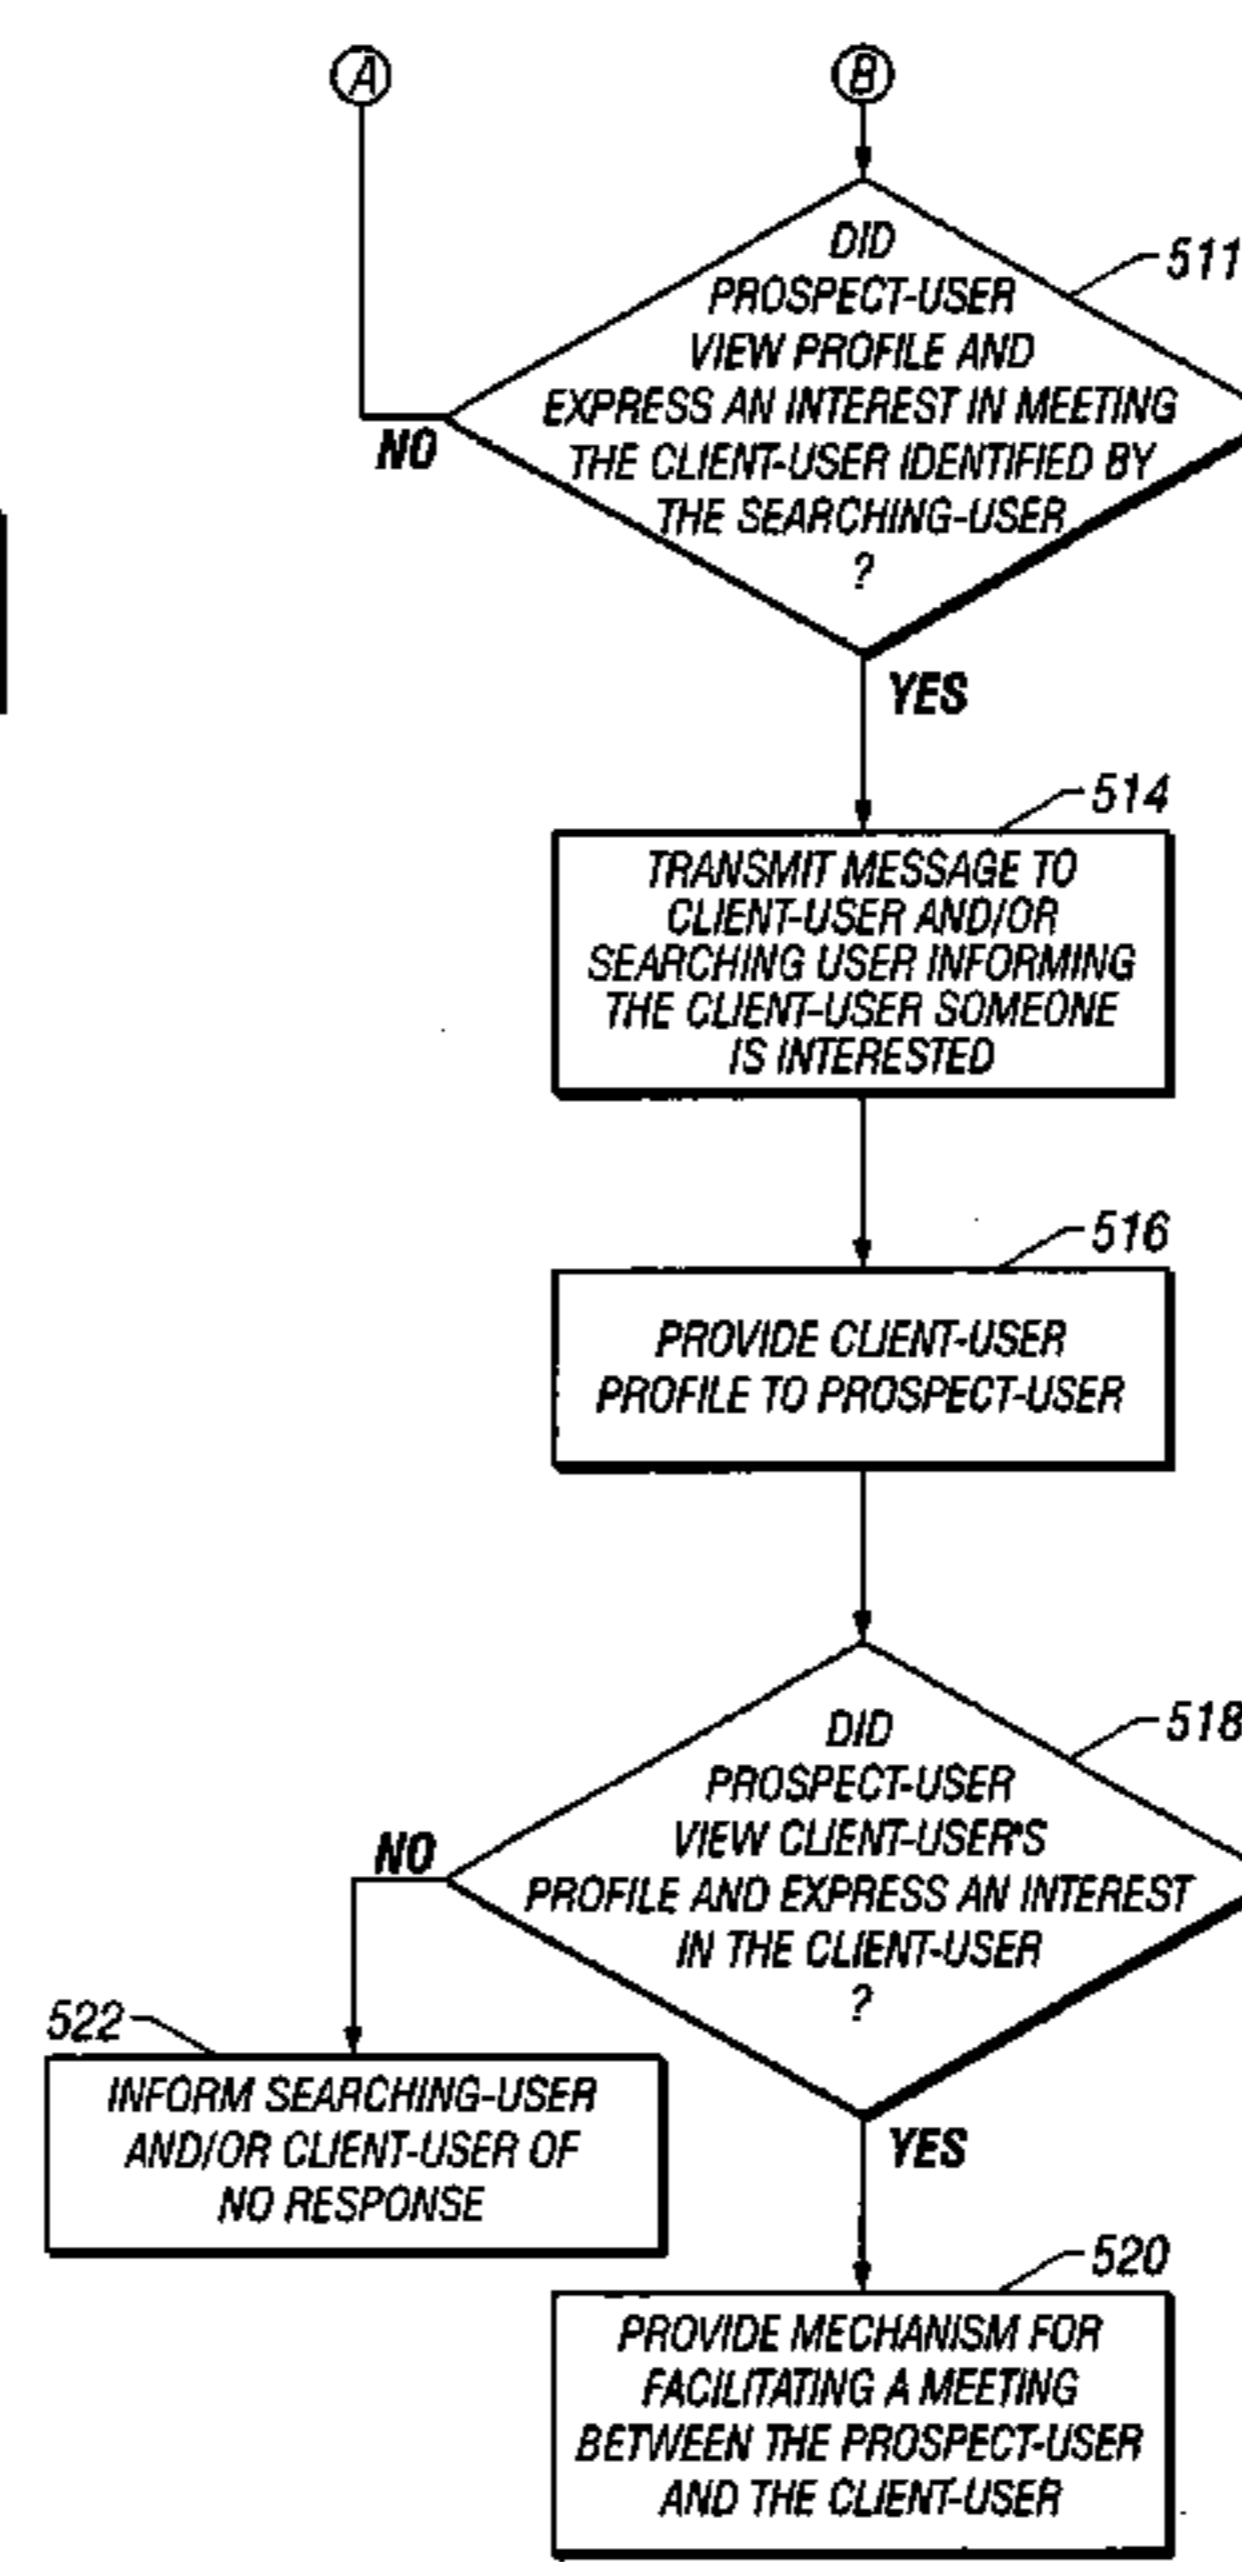 A
B
DID
PROSPECT-USER
VIEW PROFILE AND
EXPRESS AN INTEREST IN MEETING
THE CLIENT-USER IDENTIFIED BY
THE SEARCHING-USER
?
511
NO
YES
514
TRANSMIT MESSAGE TO
CLIENT-USER AND/OR
SEARCHING USER INFORMING
THE CLIENT-USER SOMEONE
IS INTERESTED
516
PROVIDE CLIENT-USER
PROFILE TO PROSPECT-USER
518
DID
PROSPECT-USER
VIEW CLIENT-USER'S
PROFILE AND EXPRESS AN INTEREST
IN THE CLIENT-USER
?
NO
YES
522
INFORM SEARCHING-USER
AND/OR CLIENT-USER OF
NO RESPONSE
520
PROVIDE MECHANISM FOR
FACILITATING A MEETING
BETWEEN THE PROSPECT-USER
AND THE CLIENT-USER